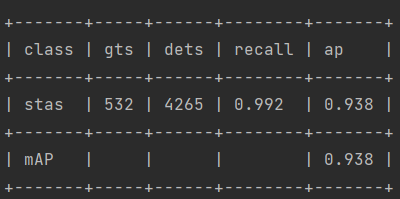 +-------+-----+------+--------+-------+
| class | gts | dets | recall | ap    |
+-------+-----+------+--------+-------+
| stas  | 532 | 4265 | 0.992  | 0.938 |
+-------+-----+------+--------+-------+
| mAP   |     |      |        | 0.938 |
+-------+-----+------+--------+-------+